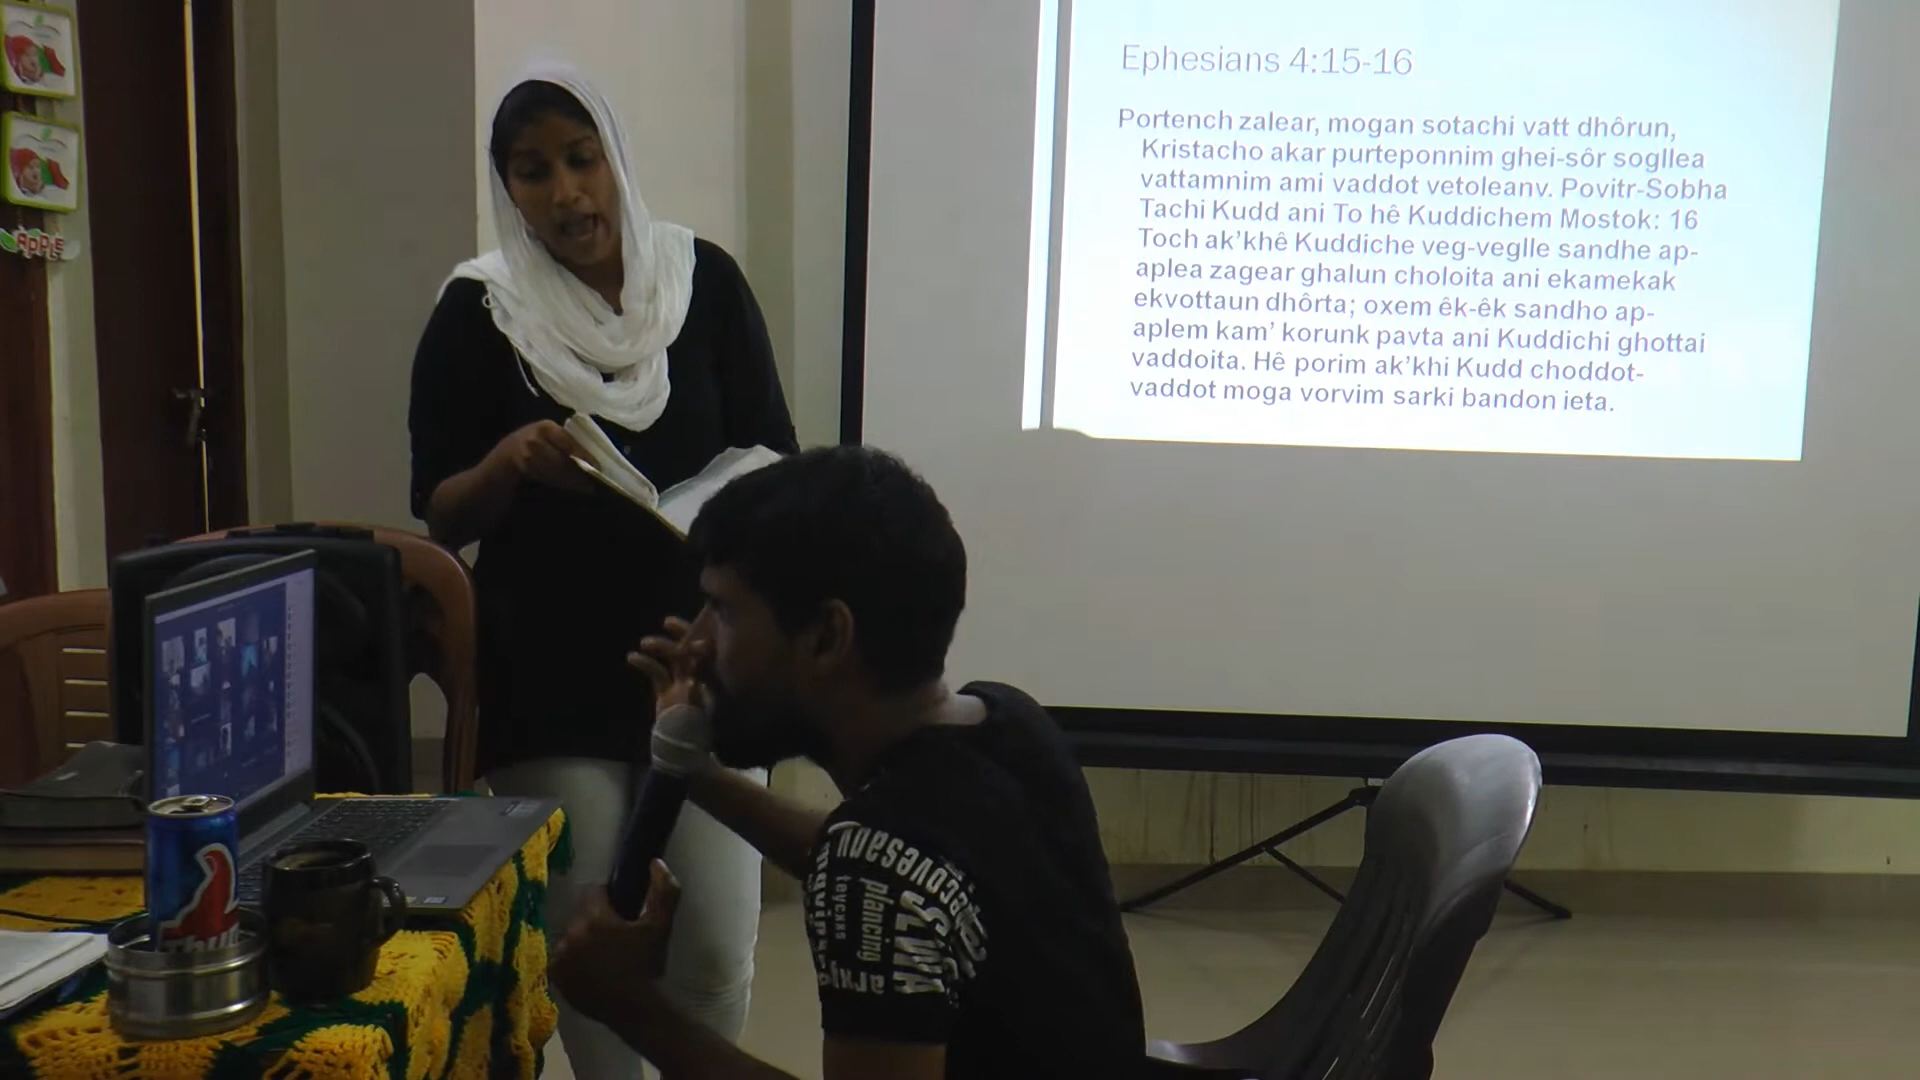 Ephesians 4:15-16
Portench zalear, mogan sotachi vatt dhôrun,
Kristacho akar purteponnim ghei-sôr sogllea
vattamnim ami vaddot vetoleanv. Povitr-Sobha
Tachi Kudd ani To hê Kuddichem Mostok: 16
Toch ak’khê Kuddiche veg-veglle sandhe ap-
aplea zagear ghalun choloita ani ekamekak
ekvottaun dhôrta; oxem êk-êk sandho ap-
aplem kam’ korunk pavta ani Kuddichi ghottai
vaddoita. Hê porim ak’khi Kudd choddot-
vaddot moga vorvim sarki bandon ieta.
APPLE
plancing